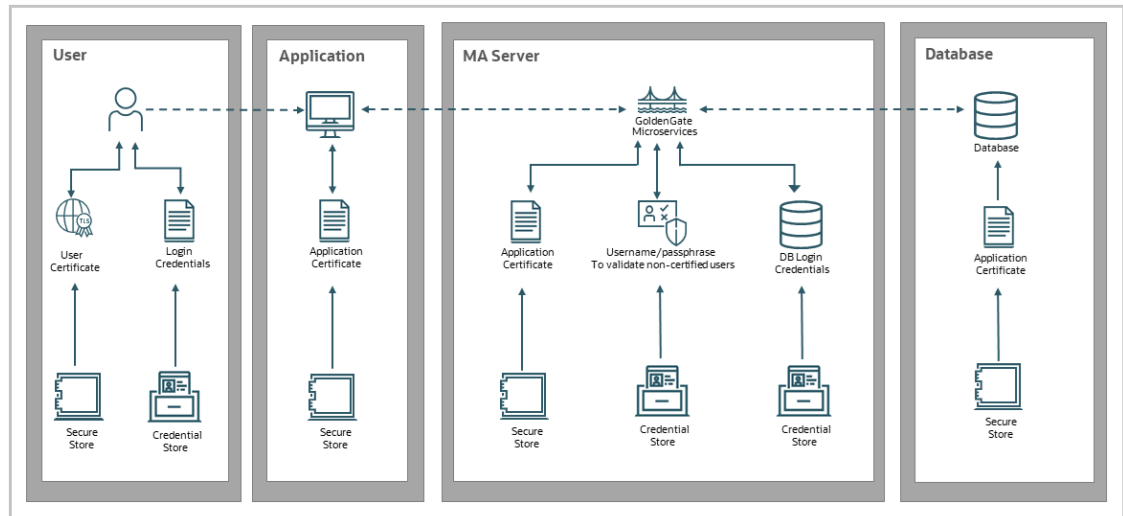 User
Application
MA Server
Database
GoldenGate
Microservices
Database
TLS
User
Certificate
Login
Credentials
Application
Certificate
Application
Certificate
Username/passphrase
To validate non-certified users
DB Login
Credentials
Application
Certificate
Secure
Store
Credential
Store
Secure
Store
Secure
Store
Credential
Store
Credential
Store
Secure
Store